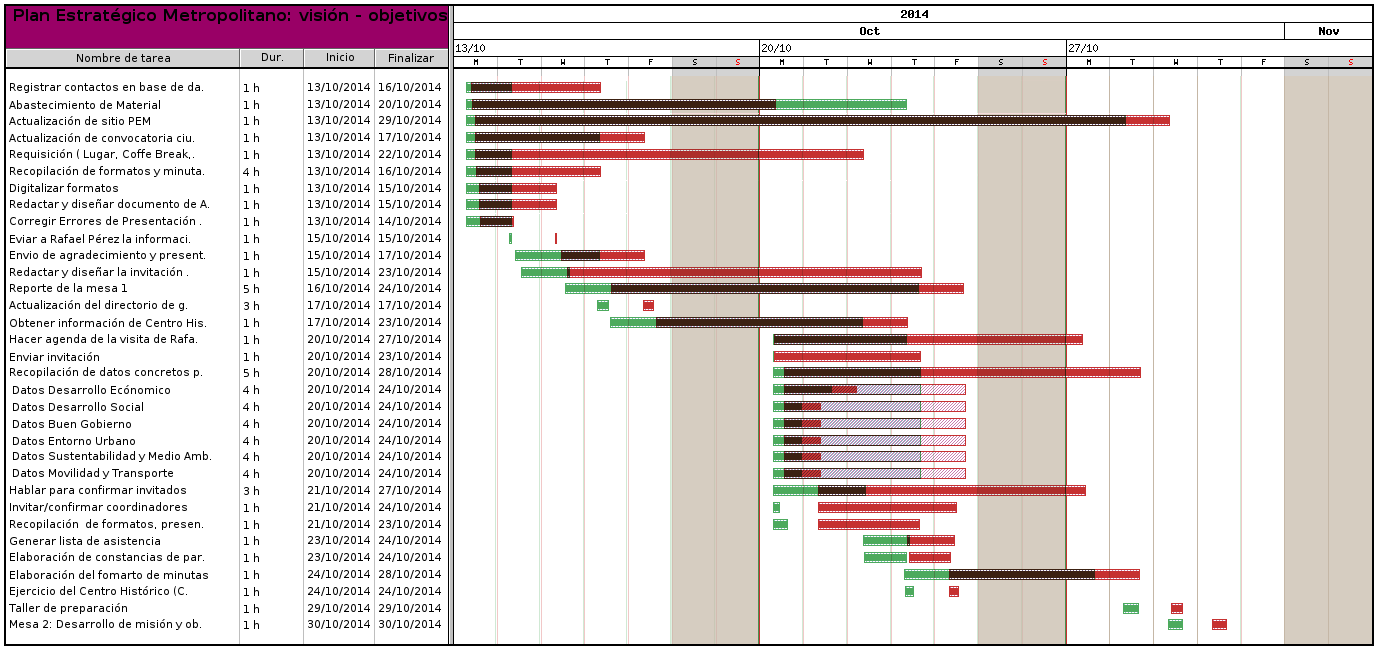 Plan Estratégico Metropolitano: visión - objetivos
2014
Oct Nov
13/10 20/10 27/10
Nombre de tarea Dur. Inicio Finalizar
M T W T F S S M T W T F S S M T W T F S S
Registrar contactos en base de da. 1 h 13/10/2014 16/10/2014
Abastecimiento de Material 1 h 13/10/2014 20/10/2014
Actualización de sitio PEM 1 h 13/10/2014 29/10/2014
Actualización de convocatoria ciu. 1 h 13/10/2014 17/10/2014
Requisición ( Lugar, Coffe Break,. 1 h 13/10/2014 22/10/2014
Recopilación de formatos y minuta. 4 h 13/10/2014 16/10/2014
Digitalizar formatos 1 h 13/10/2014 15/10/2014
Redactar y diseñar documento de A. 1 h 13/10/2014 15/10/2014
Corregir Errores de Presentación . 1 h 13/10/2014 14/10/2014
Eviar a Rafael Pérez la informaci. 1 h 15/10/2014 15/10/2014
Envio de agradecimiento y present. 1 h 15/10/2014 17/10/2014
Redactar y diseñar la invitación . 1 h 15/10/2014 23/10/2014
Reporte de la mesa 1 5 h 16/10/2014 24/10/2014
Actualización del directorio de g. 3 h 17/10/2014 17/10/2014
Obtener información de Centro His. 1 h 17/10/2014 23/10/2014
Hacer agenda de la visita de Rafa. 1 h 20/10/2014 27/10/2014
Enviar invitación 1 h 20/10/2014 23/10/2014
Recopilación de datos concretos p. 5 h 20/10/2014 28/10/2014
Datos Desarrollo Ecónomico 4 h 20/10/2014 24/10/2014
Datos Desarrollo Social 4 h 20/10/2014 24/10/2014
Datos Buen Gobierno 4 h 20/10/2014 24/10/2014
Datos Entorno Urbano 4 h 20/10/2014 24/10/2014
Datos Sustentabilidad y Medio Amb. 4 h 20/10/2014 24/10/2014
Datos Movilidad y Transporte 4 h 20/10/2014 24/10/2014
Hablar para confirmar invitados 3 h 21/10/2014 27/10/2014
Invitar/confirmar coordinadores 1 h 21/10/2014 24/10/2014
Recopilación de formatos, presen. 1 h 21/10/2014 23/10/2014
Generar lista de asistencia 1 h 23/10/2014 24/10/2014
Elaboración de constancias de par. 1 h 23/10/2014 24/10/2014
Elaboración del fomarto de minutas 1 h 24/10/2014 28/10/2014
Ejercicio del Centro Histórico (C. 1 h 24/10/2014 24/10/2014
Taller de preparación 1 h 29/10/2014 29/10/2014
Mesa 2: Desarrollo de misión y ob. 1 h 30/10/2014 30/10/2014